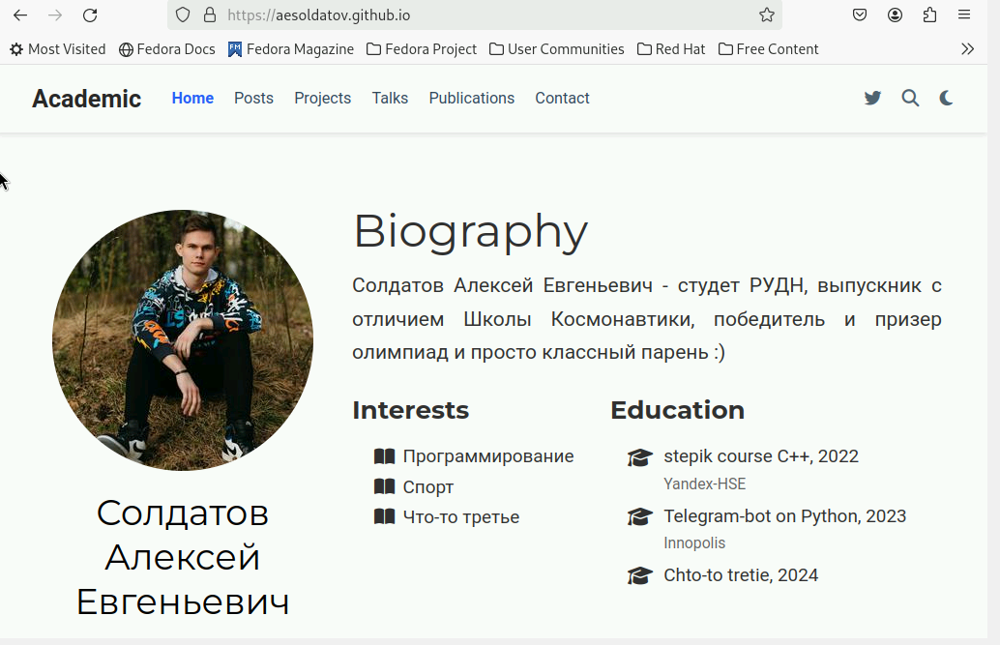 https://aesoldatov.github.io
Most Visited Fedora Docs Fedora Magazine Fedora Project User Communities Red Hat Free Content
Academic Home Posts Projects Talks Publications Contact
Biography
Солдатов Алексей Евгеньевич - студет РУДН, выпускник с
отличием Школы Космонавтики, победитель и призер
олимпиад и просто классный парень :)
Солдатов
Алексей
Евгеньевич
Interests
Программирование
Спорт
Что-то третье
Education
stepik course C++, 2022
Yandex-HSE
Telegram-bot on Python, 2023
Innopolis
Chto-to tretie, 2024